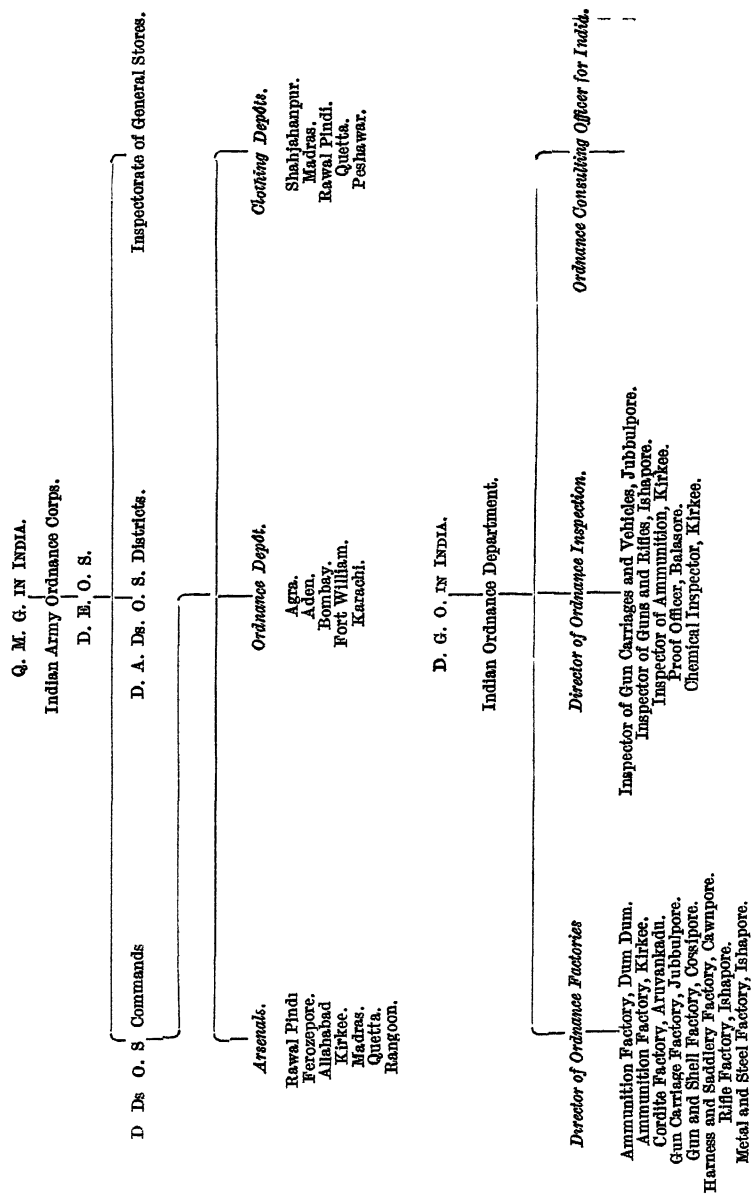 Q. M. G. IN INDIA.
Indian Army Ordnance Corps.
D. E. O. S.
D Ds O. S Commands
D. A. Ds. O. S. Districts.
Inspectorate of General Stores.
Arsenals.
Rawal Pindi
Ferozepore.
Allahabad
Kirkee.
Madras.
Quetta.
Rangoon.
Ordnance Depôt.
Agra.
Aden.
Bombay.
Fort William.
Karachi.
Clothing Depôts.
Shahjahanpur.
Madras.
Rawal Pindi.
Quetta.
Peshawar.
D. G. O. IN INDIA.
Indian Ordnance Department.
Director of Ordnance Factories
Ammunition Factory, Dum Dum.
Ammunition Factory, Kirkee.
Cordite Factory, Aruvankadu.
Gun Carriage Factory, Jubbulpore.
Gun and Shell Factory, Cossipore.
Harness and Saddlery Factory, Cawnpore.
Rifle Factory, Ishapore.
Metal and Steel Factory, Ishapore.
Director of Ordnance Inspection.
Inspector of Gun Carriages and Vehicles, Jubbulpore.
Inspector of Guns and Rifles, Ishapore.
Inspector of Ammunition, Kirkee.
Proof Officer, Balasore.
Chemical Inspector, Kirkee.
Ordnance Consulting Officer for India.